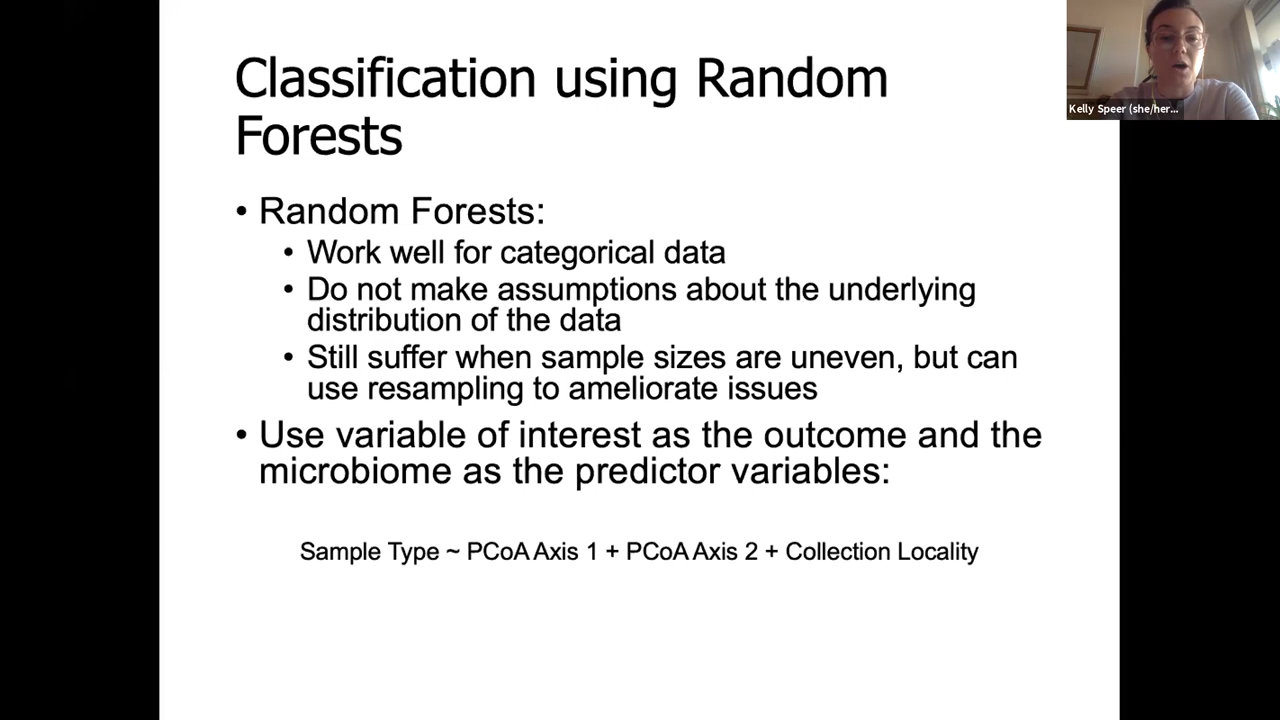 Classification using Random
Forests
• Random Forests:
• Work well for categorical data
• Do not make assumptions about the underlying
distribution of the data
• Still suffer when sample sizes are uneven, but can
use resampling to ameliorate issues
• Use variable of interest as the outcome and the
microbiome as the predictor variables:
Sample Type ~ PCoA Axis 1 + PCoA Axis 2 + Collection Locality
Kelly Speer (she/her...